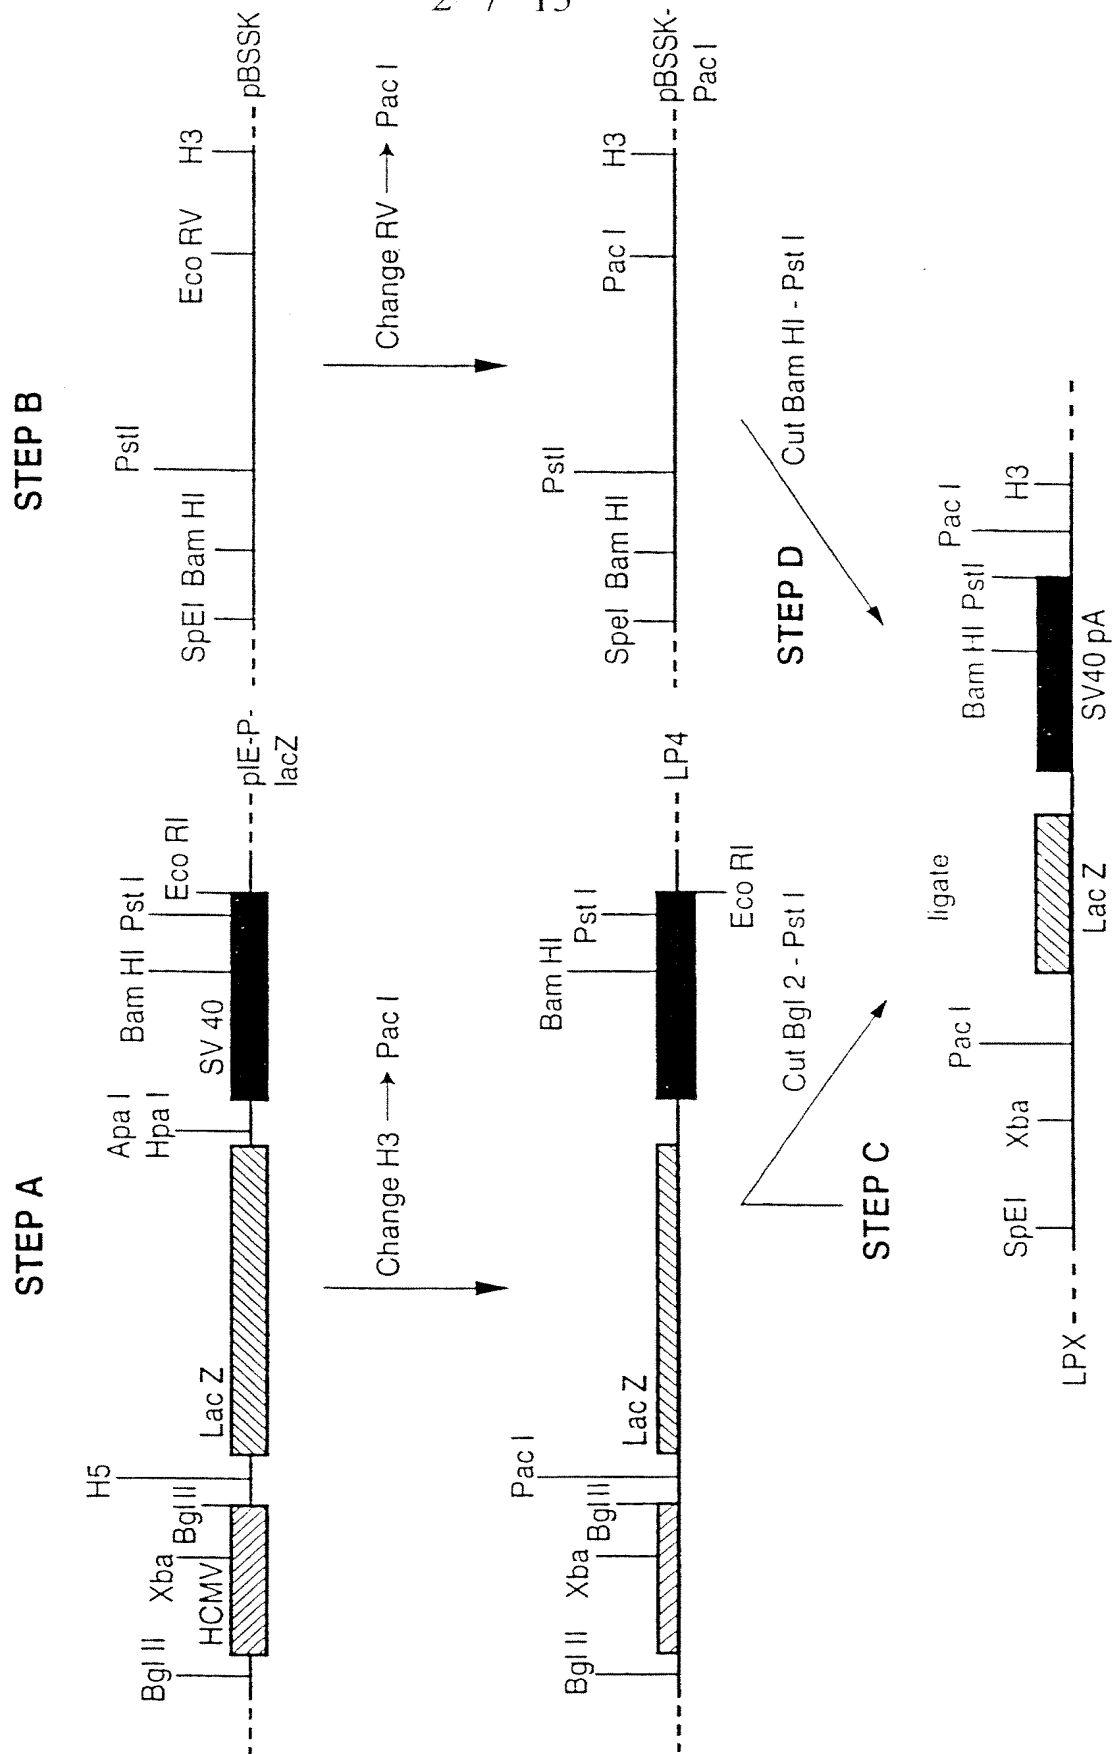 2 7 15
STEP A
Bgl II
Xba
HCMV
Bgl II
H5
Lac Z
Apa I
Hpa I
SV 40
Bam HI
Pst I
Eco RI
pIE-P-
lacZ
Change H3 → Pac I
Bgl II
Xba
Bgl II
Pac I
Lac Z
Bam HI
Pst I
Eco RI
LP4
STEP B
SpEI
Bam HI
PstI
Eco RV
H3
pBSSK
Change RV → Pac I
SpeI
Bam HI
PstI
Pac I
H3
pBSSK-
Pac I
STEP C
Cut Bgl 2 - Pst I
STEP D
Cut Bam HI - Pst I
ligate
LPX
SpEI
Xba
Pac I
Lac Z
Bam HI
PstI
SV40 pA
Pac I
H3